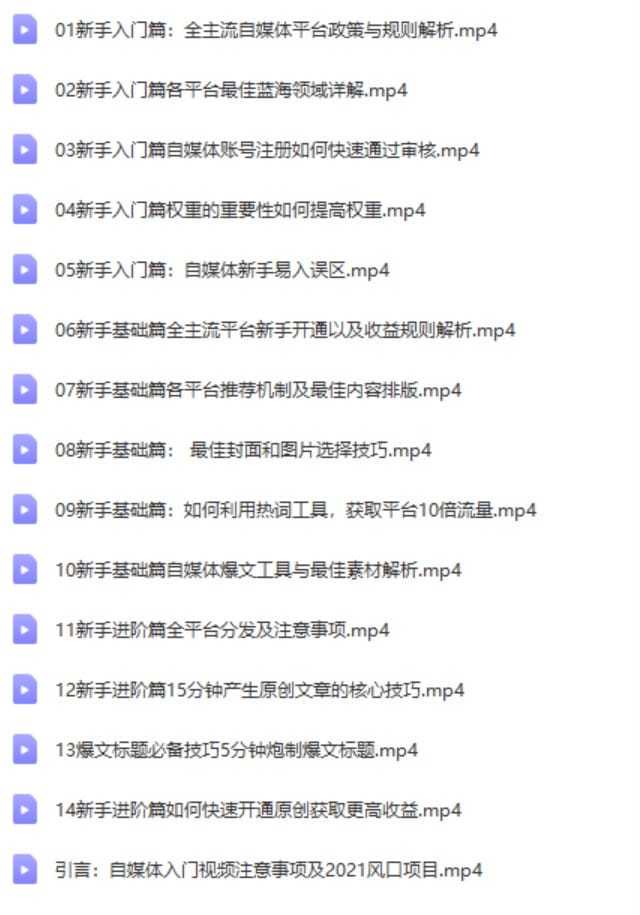 01新手入门篇：全主流自媒体平台政策与规则解析.mp4
02新手入门篇各平台最佳蓝海领域详解.mp4
03新手入门篇自媒体账号注册如何快速通过审核.mp4
04新手入门篇权重的重要性如何提高权重.mp4
05新手入门篇：自媒体新手易入误区.mp4
06新手基础篇全主流平台新手开通以及收益规则解析.mp4
07新手基础篇各平台推荐机制及最佳内容排版.mp4
08新手基础篇： 最佳封面和图片选择技巧.mp4
09新手基础篇：如何利用热词工具，获取平台10倍流量.mp4
10新手基础篇自媒体爆文工具与最佳素材解析.mp4
11新手进阶篇全平台分发及注意事项.mp4
12新手进阶篇15分钟产生原创文章的核心技巧.mp4
13爆文标题必备技巧5分钟炮制爆文标题.mp4
14新手进阶篇如何快速开通原创获取更高收益.mp4
引言：自媒体入门视频注意事项及2021风口项目.mp4